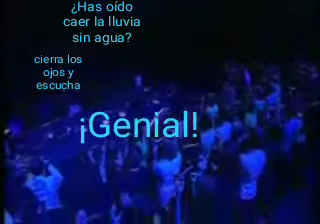 ¿Has oído
caer la lluvia
sin agua?
cierra los
ojos y
escucha
¡Genial!